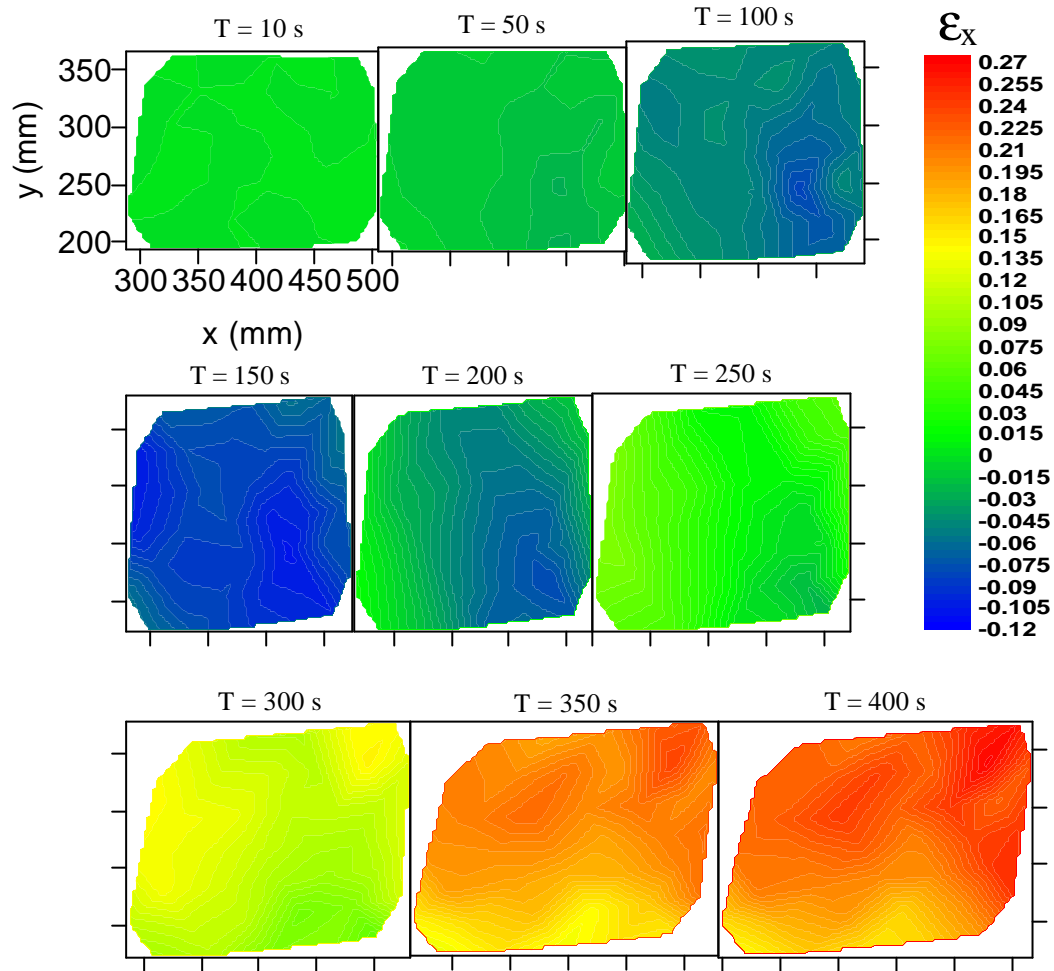 T = 10 s
T = 50 s
T = 100 s
εx
y (mm)
350
300
250
200
300 350 400 450 500
x (mm)
0.27
0.255
0.24
0.225
0.21
0.195
0.18
0.165
0.15
0.135
0.12
0.105
0.09
0.075
0.06
0.045
0.03
0.015
0
-0.015
-0.03
-0.045
-0.06
-0.075
-0.09
-0.105
-0.12
T = 150 s
T = 200 s
T = 250 s
T = 300 s
T = 350 s
T = 400 s